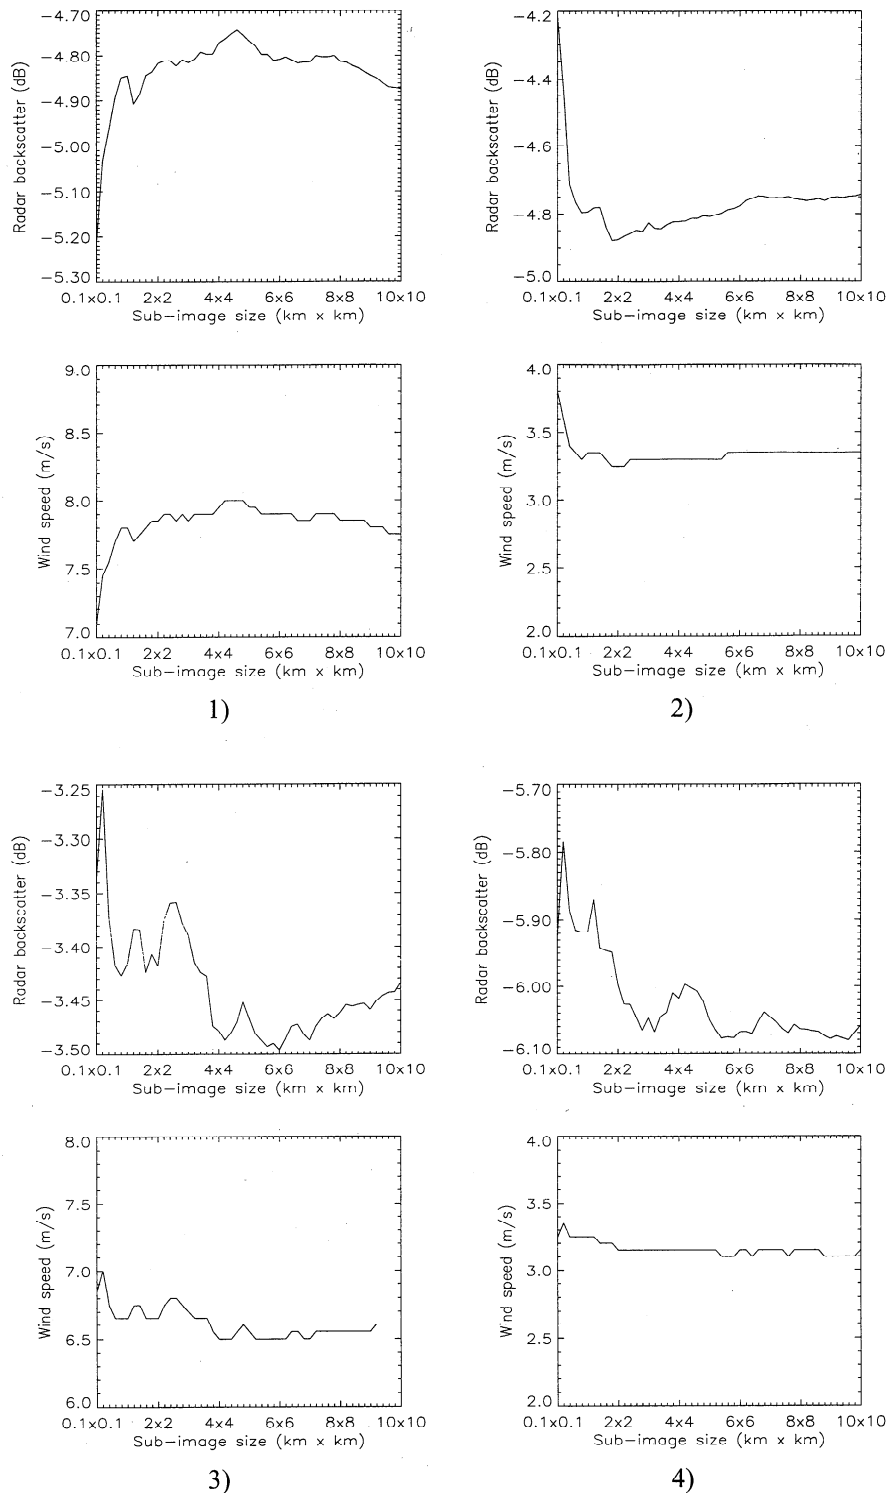 −4.70
−4.80
−4.90
−5.00
−5.10
−5.20
−5.30
Radar backscatter (dB)
0.1x0.1 2x2 4x4 6x6 8x8 10x10
Sub−image size (km x km)
−4.2
−4.4
−4.6
−4.8
−5.0
Radar backscatter (dB)
0.1x0.1 2x2 4x4 6x6 8x8 10x10
Sub−image size (km x km)
9.0
8.5
8.0
7.5
7.0
Wind speed (m/s)
0.1x0.1 2x2 4x4 6x6 8x8 10x10
Sub−image size (km x km)
1)
4.0
3.5
3.0
2.5
2.0
Wind speed (m/s)
0.1x0.1 2x2 4x4 6x6 8x8 10x10
Sub−image size (km x km)
2)
−3.25
−3.30
−3.35
−3.40
−3.45
−3.50
Radar backscatter (dB)
0.1x0.1 2x2 4x4 6x6 8x8 10x10
Sub−image size (km x km)
−5.70
−5.80
−5.90
−6.00
−6.10
Radar backscatter (dB)
0.1x0.1 2x2 4x4 6x6 8x8 10x10
Sub−image size (km x km)
8.0
7.5
7.0
6.5
6.0
Wind speed (m/s)
0.1x0.1 2x2 4x4 6x6 8x8 10x10
Sub−image size (km x km)
3)
4.0
3.5
3.0
2.5
2.0
Wind speed (m/s)
0.1x0.1 2x2 4x4 6x6 8x8 10x10
Sub−image size (km x km)
4)